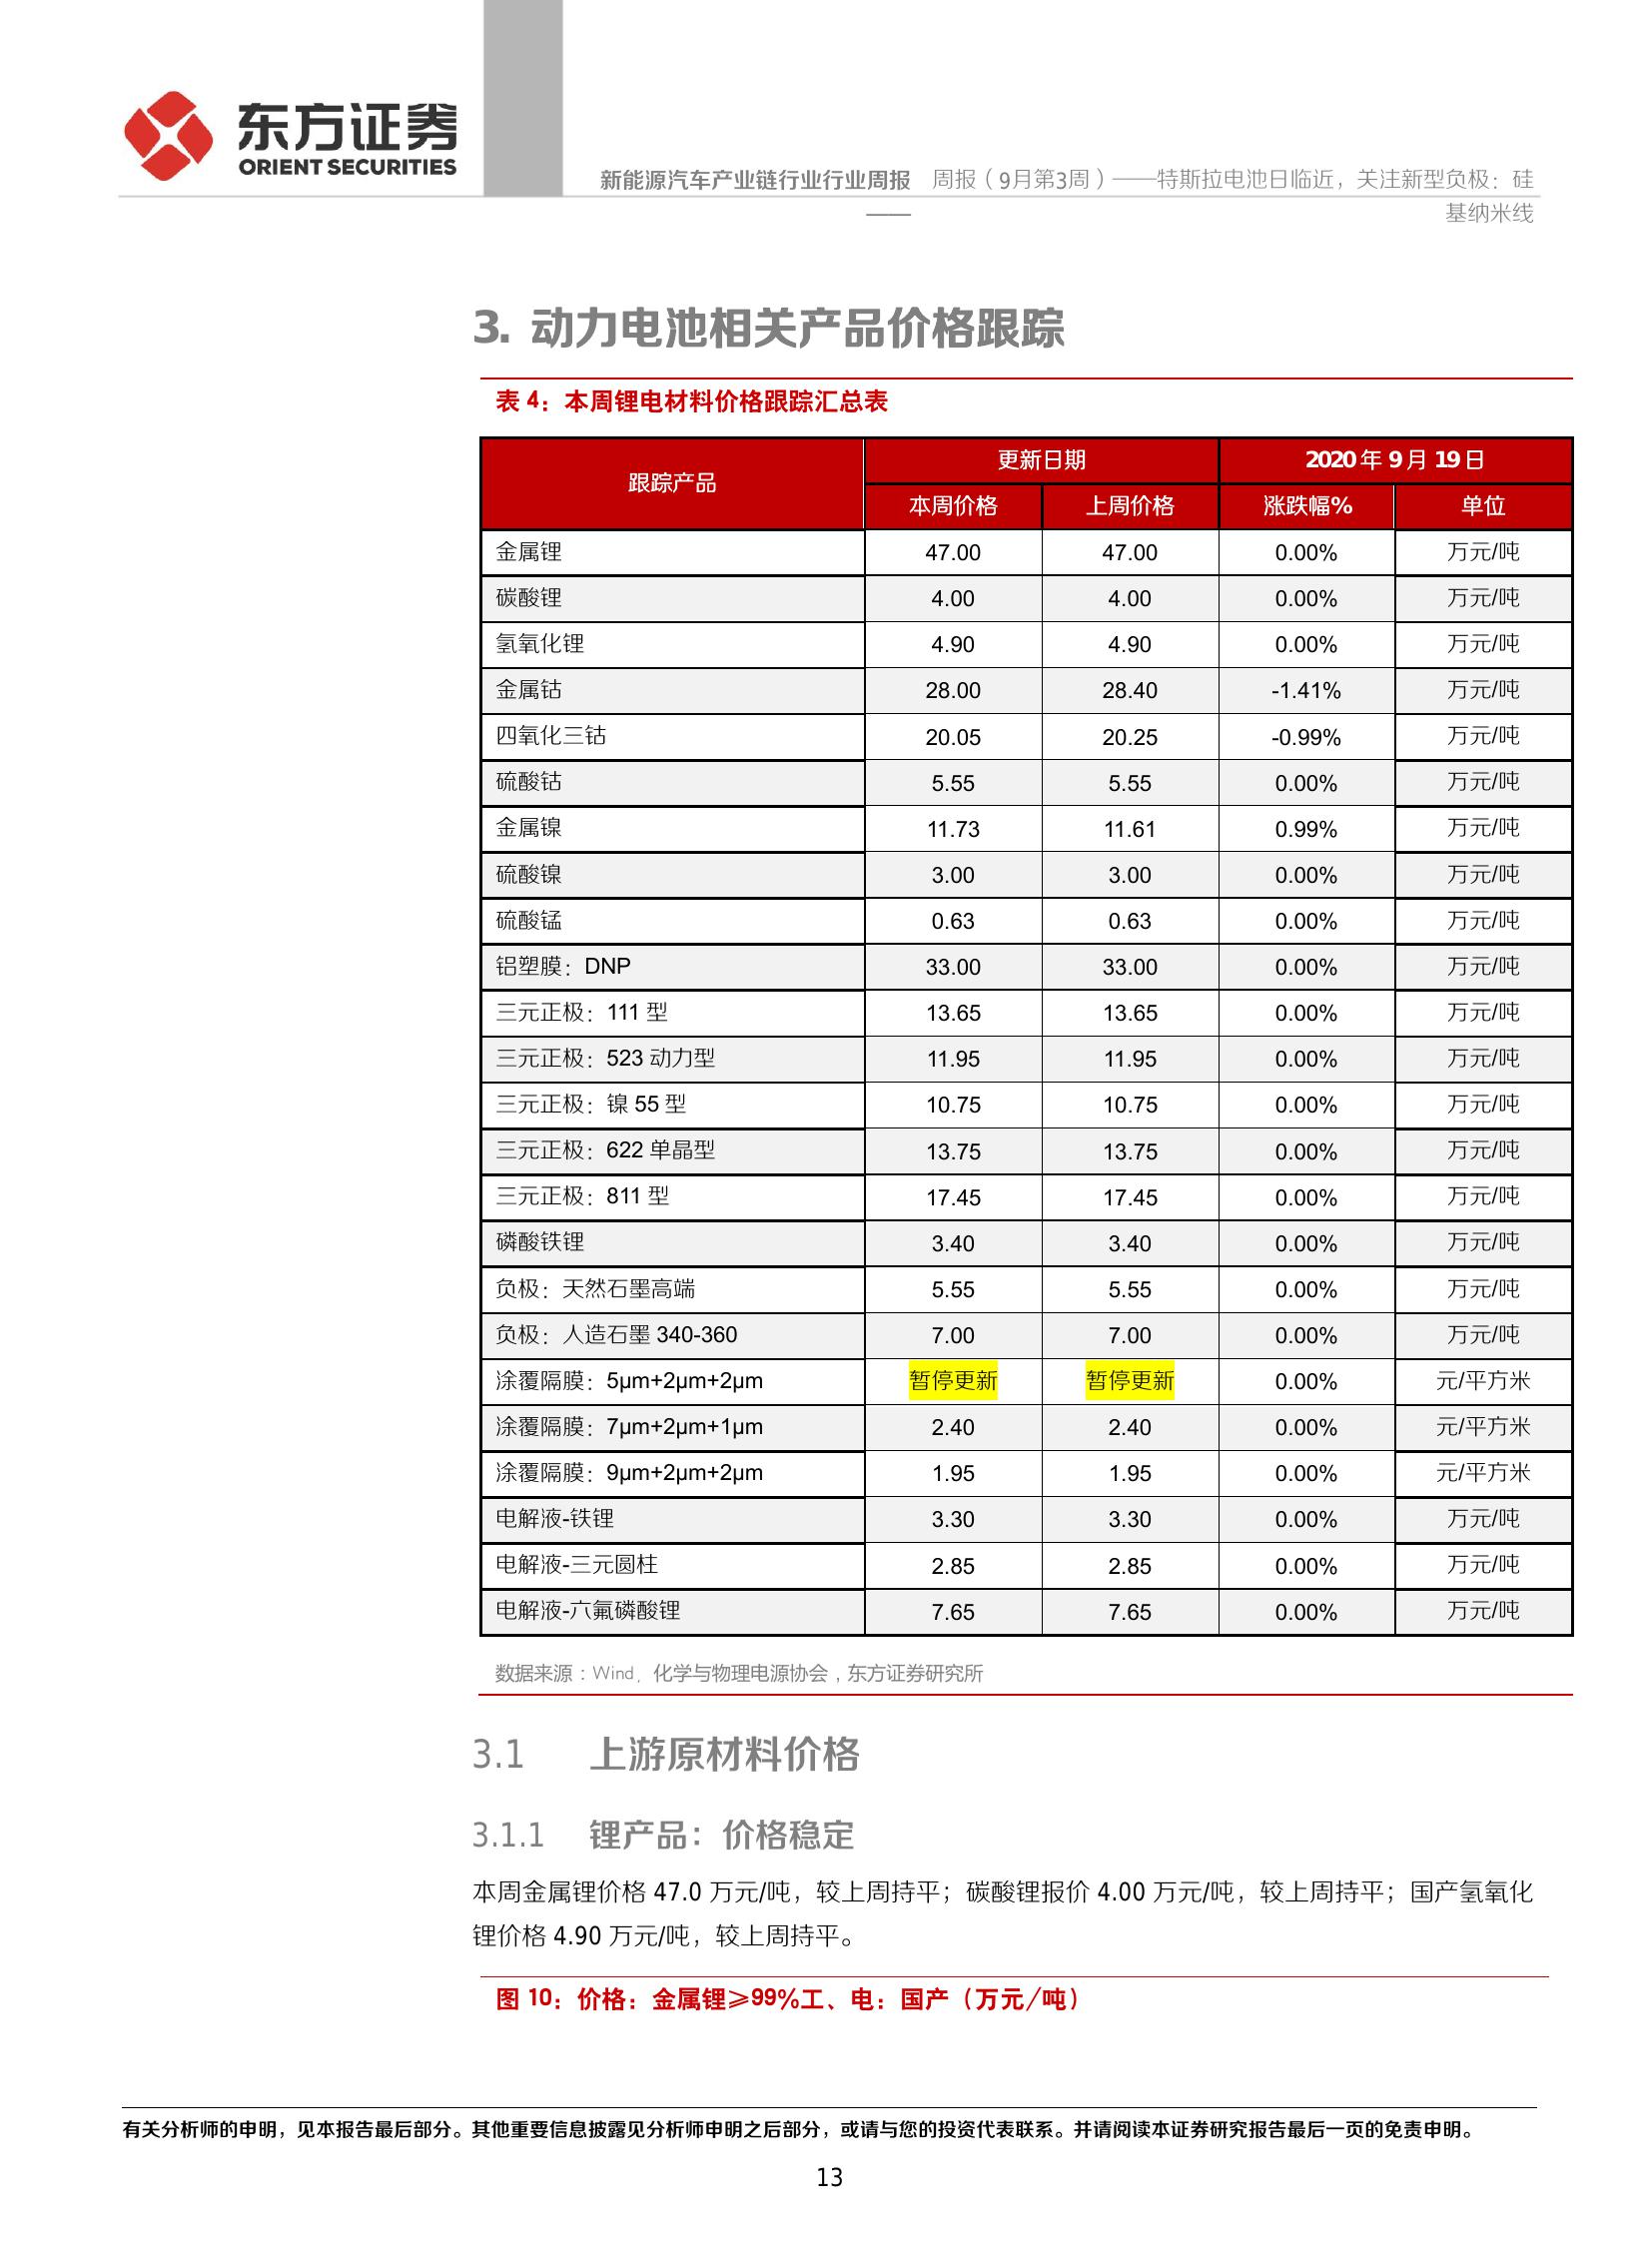 东方证券
ORIENT SECURITIES
新能源汽车产业链行业行业周报 周报（9月第3周）——特斯拉电池日临近，关注新型负极：硅
——
基纳米线
3. 动力电池相关产品价格跟踪
表 4：本周锂电材料价格跟踪汇总表
跟踪产品 更新日期 2020 年 9 月 19 日
本周价格 上周价格 涨跌幅% 单位
金属锂 47.00 47.00 0.00% 万元/吨
碳酸锂 4.00 4.00 0.00% 万元/吨
氢氧化锂 4.90 4.90 0.00% 万元/吨
金属钴 28.00 28.40 -1.41% 万元/吨
四氧化三钴 20.05 20.25 -0.99% 万元/吨
硫酸钴 5.55 5.55 0.00% 万元/吨
金属镍 11.73 11.61 0.99% 万元/吨
硫酸镍 3.00 3.00 0.00% 万元/吨
硫酸锰 0.63 0.63 0.00% 万元/吨
铝塑膜：DNP 33.00 33.00 0.00% 万元/吨
三元正极：111 型 13.65 13.65 0.00% 万元/吨
三元正极：523 动力型 11.95 11.95 0.00% 万元/吨
三元正极：镍 55 型 10.75 10.75 0.00% 万元/吨
三元正极：622 单晶型 13.75 13.75 0.00% 万元/吨
三元正极：811 型 17.45 17.45 0.00% 万元/吨
磷酸铁锂 3.40 3.40 0.00% 万元/吨
负极：天然石墨高端 5.55 5.55 0.00% 万元/吨
负极：人造石墨 340-360 7.00 7.00 0.00% 万元/吨
涂覆隔膜：5μm+2μm+2μm 暂停更新 暂停更新 0.00% 元/平方米
涂覆隔膜：7μm+2μm+1μm 2.40 2.40 0.00% 元/平方米
涂覆隔膜：9μm+2μm+2μm 1.95 1.95 0.00% 元/平方米
电解液-铁锂 3.30 3.30 0.00% 万元/吨
电解液-三元圆柱 2.85 2.85 0.00% 万元/吨
电解液-六氟磷酸锂 7.65 7.65 0.00% 万元/吨
数据来源：Wind、化学与物理电源协会，东方证券研究所
3.1 上游原材料价格
3.1.1 锂产品：价格稳定
本周金属锂价格 47.0 万元/吨，较上周持平；碳酸锂报价 4.00 万元/吨，较上周持平；国产氢氧化
锂价格 4.90 万元/吨，较上周持平。
图 10：价格：金属锂≥99%工、电：国产（万元/吨）
有关分析师的申明，见本报告最后部分。其他重要信息披露见分析师申明之后部分，或请与您的投资代表联系。并请阅读本证券研究报告最后一页的免责申明。
13